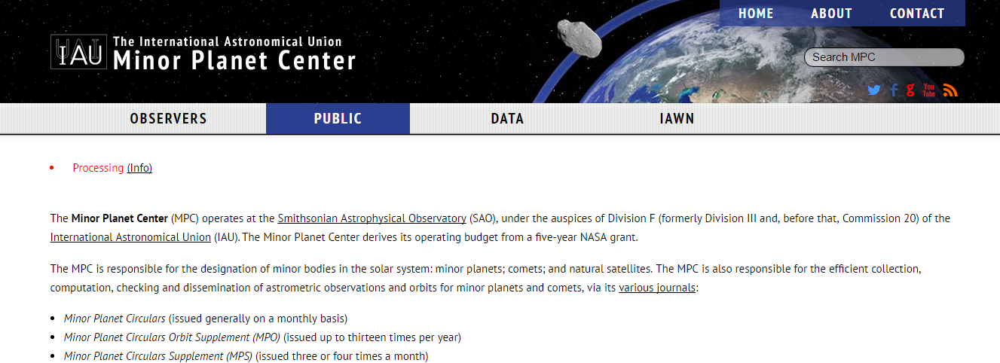 HOME ABOUT CONTACT
IAU
The International Astronomical Union
Minor Planet Center
Search MPC
You
Tube
OBSERVERS PUBLIC DATA IAWN
Processing (Info)
The Minor Planet Center (MPC) operates at the Smithsonian Astrophysical Observatory (SAO), under the auspices of Division F (formerly Division III and, before that, Commission 20) of the
International Astronomical Union (IAU). The Minor Planet Center derives its operating budget from a five-year NASA grant.
The MPC is responsible for the designation of minor bodies in the solar system: minor planets; comets; and natural satellites. The MPC is also responsible for the efficient collection,
computation, checking and dissemination of astrometric observations and orbits for minor planets and comets, via its various journals:
Minor Planet Circulars (issued generally on a monthly basis)
Minor Planet Circulars Orbit Supplement (MPO) (issued up to thirteen times per year)
Minor Planet Circulars Supplement (MPS) (issued three or four times a month)